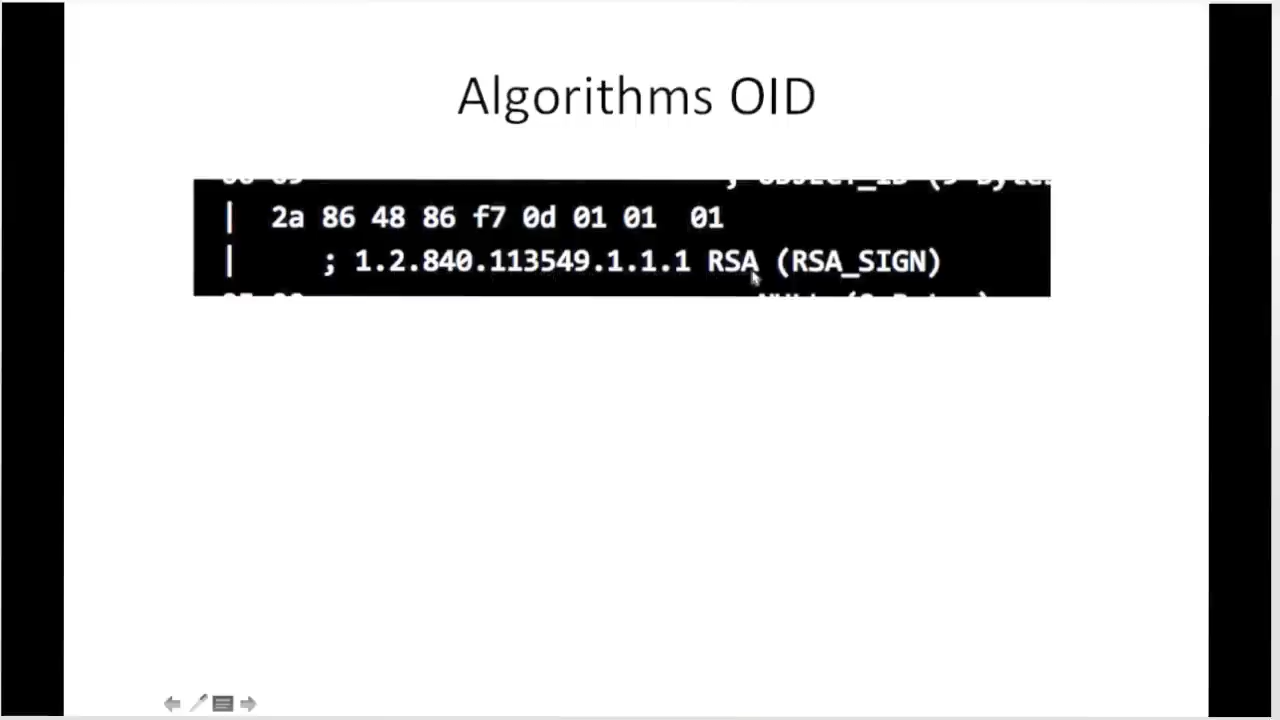 Algorithms OID
| 2a 86 48 86 f7 0d 01 01 01
| ; 1.2.840.113549.1.1.1 RSA (RSA_SIGN)